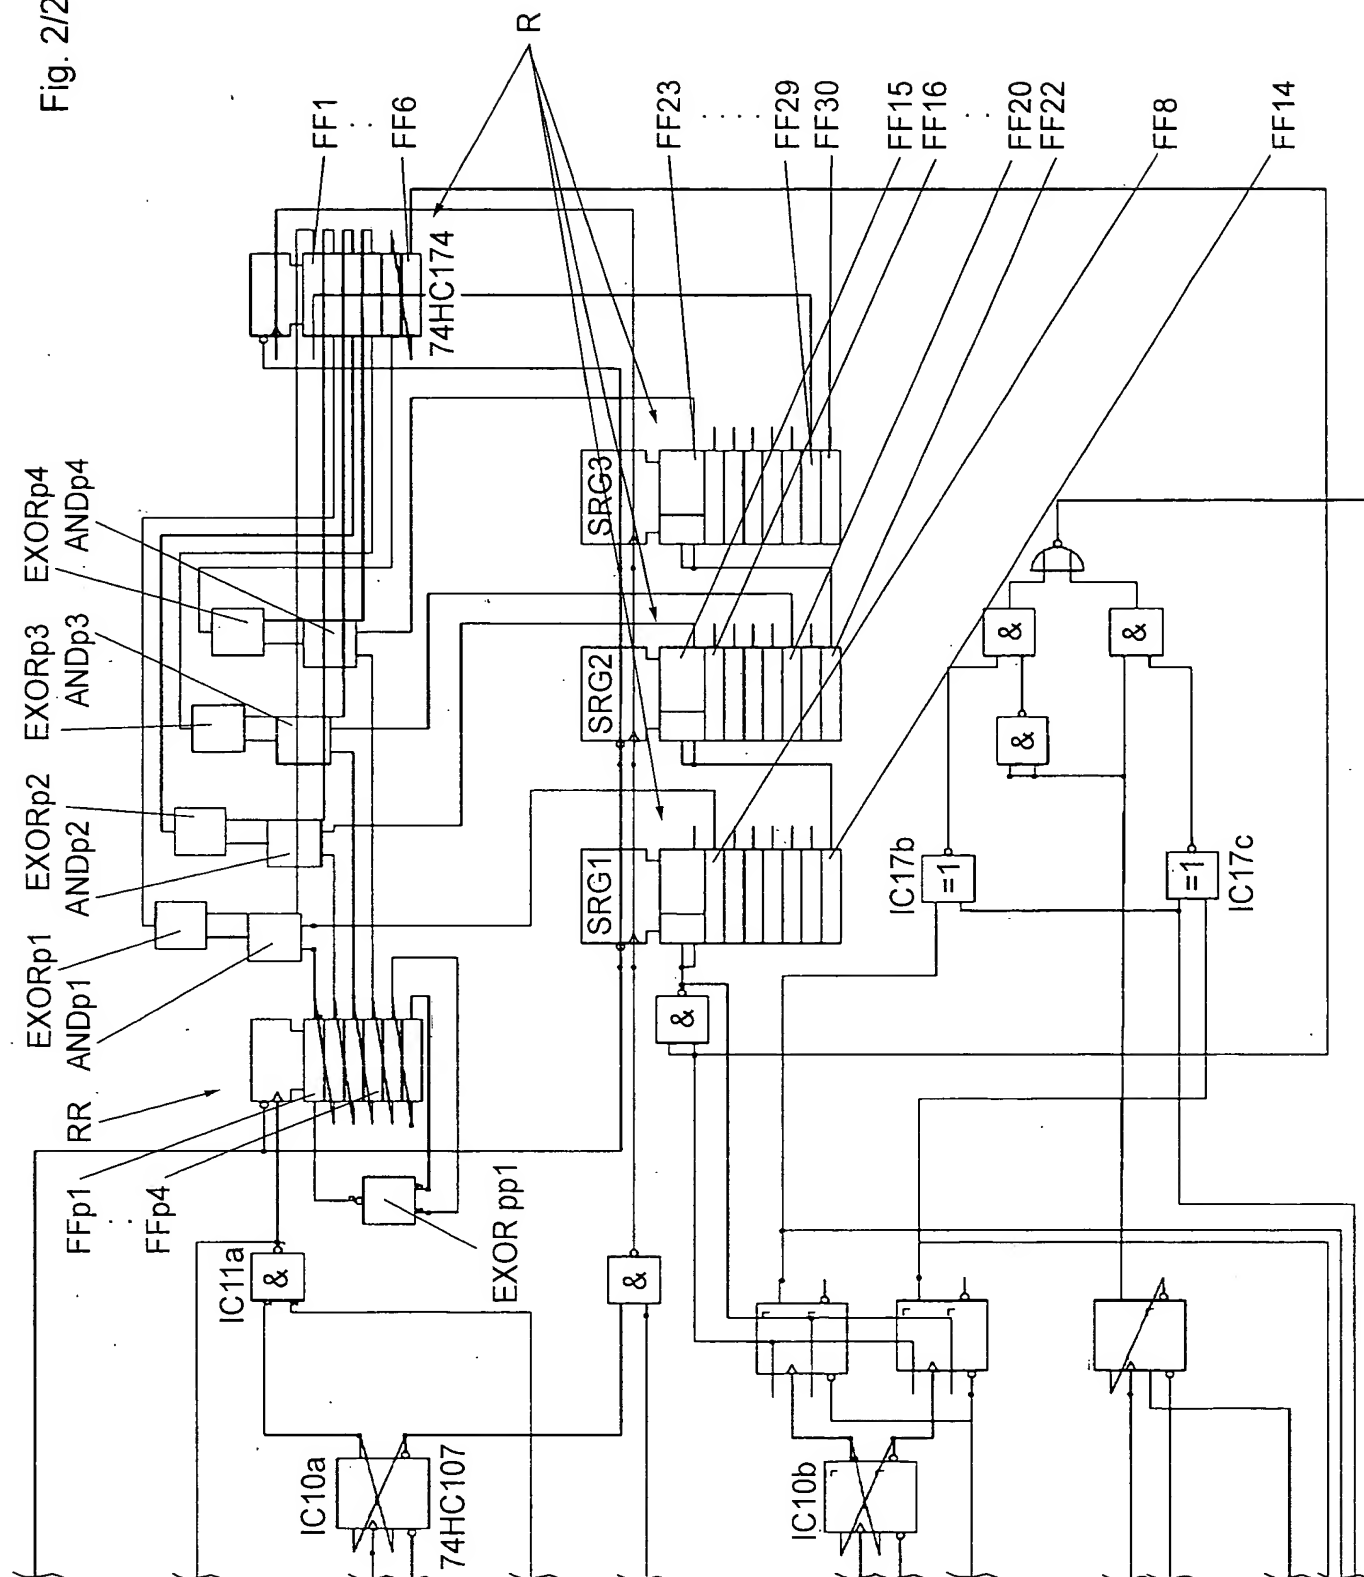 Fig. 2/2
R
FF1
. . .
FF6
74HC174
FF23
. . . . .
FF29
FF30
FF15
FF16
. . .
FF20
FF22
FF8
FF14
EXORp4
ANDp4
EXORp3
ANDp3
EXORp2
ANDp2
EXORp1
ANDp1
RR
FFp1
. . .
FFp4
EXOR pp1
SRG3
SRG2
SRG1
&
&
&
&
IC17b
=1
=1
IC17c
IC11a
&
&
IC10a
74HC107
IC10b